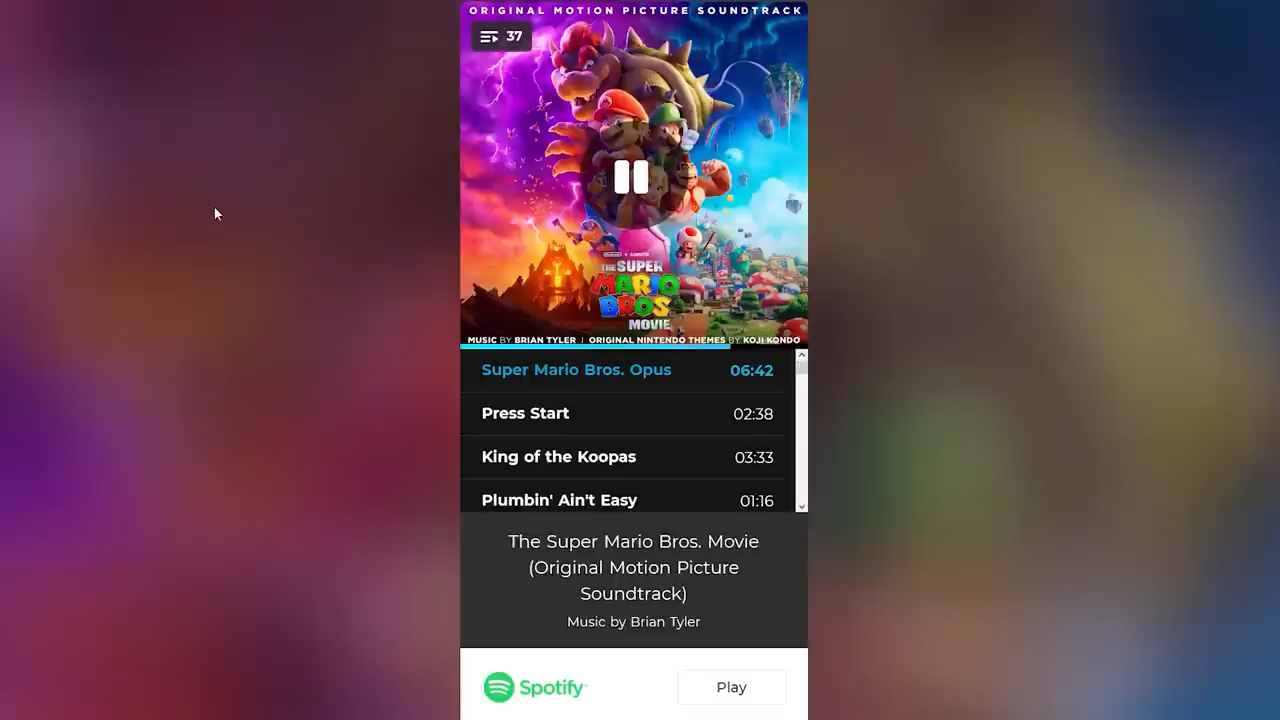 ORIGINAL MOTION PICTURE SOUNDTRACK
37
THE SUPER
MARIO
BROS
MOVIE
MUSIC BY BRIAN TYLER | ORIGINAL NINTENDO THEMES BY KOJI KONDO
Super Mario Bros. Opus 06:42
Press Start 02:38
King of the Koopas 03:33
Plumbin' Ain't Easy 01:16
The Super Mario Bros. Movie
(Original Motion Picture
Soundtrack)
Music by Brian Tyler
Spotify Play